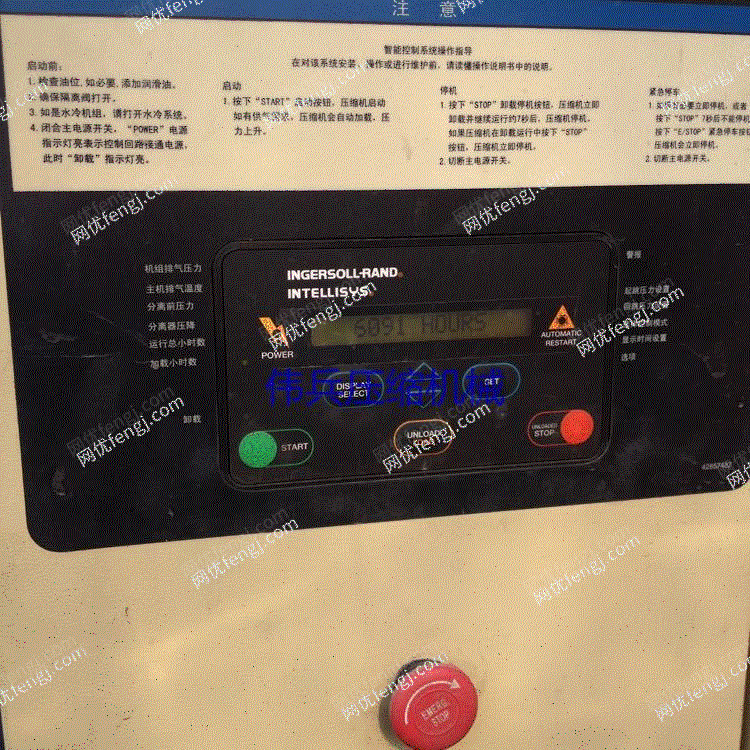 注 意
智能控制系统操作指导
在对该系统安装、操作或进行维护前,请读懂操作说明书中的说明。
启动前:
1. 检查油位,如必要,添加润滑油。
2. 确保隔离阀打开。
3. 如是水冷机组,请打开水冷系统。
4. 闭合主电源开关,“POWER”电源
指示灯亮表示控制回路接通电源,
此时“卸载”指示灯亮。
启动
1. 按下“START”启动按钮,压缩机启动
如有供气需求,压缩机会自动加载,压
力上升。
停机
1. 按下“STOP”卸载停机按钮,压缩机立即
卸载并继续运行约7秒后,压缩机停机。
如果压缩机在卸载运行中按下“STOP”
按钮,压缩机立即停机。
2. 切断主电源开关。
紧急停车
按下“STOP”7秒后不能停机
按下“E/STOP”紧急停车按钮
压缩机会立即停机。
2. 切断主电源开关。
机组排气压力
主机排气温度
分离前压力
分离器压降
运行总小时数
加载小时数
卸载
INGERSOLL-RAND®
INTELLISYS®
6091 HOURS
POWER
AUTOMATIC
RESTART
DISPLAY
SELECT
SET
START
UNLOADED
STOP
警报
起跳压力设置
显示时间设置
选项
EMERG
STOP
网优fengj.com